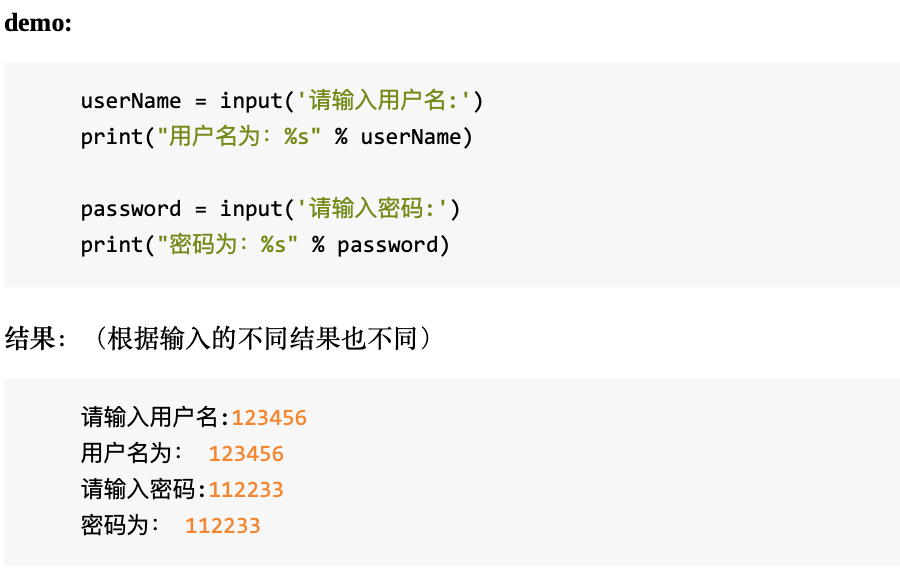 demo:
userName = input('请输入用户名:')
print("用户名为：%s" % userName)
password = input('请输入密码:')
print("密码为：%s" % password)
结果：（根据输入的不同结果也不同）
请输入用户名:123456
用户名为： 123456
请输入密码:112233
密码为： 112233